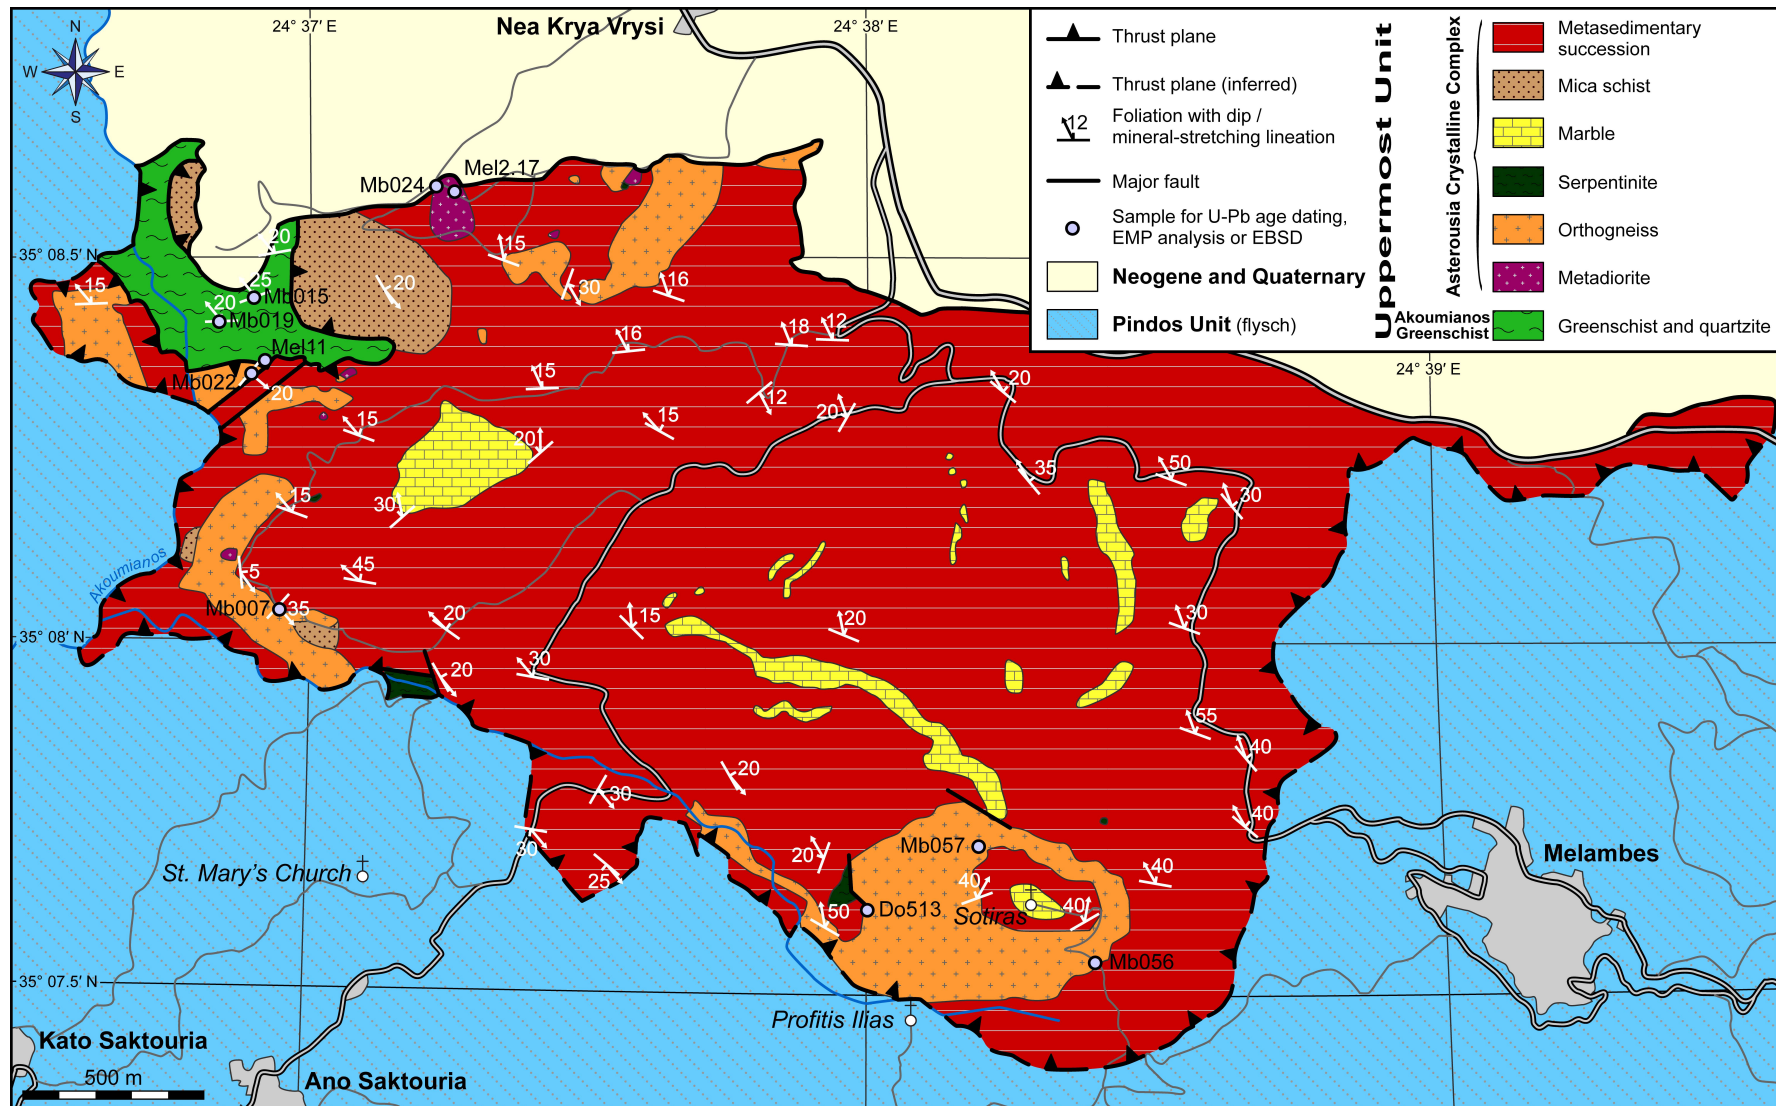 24° 37' E
Nea Krya Vrysi
24° 38' E
N
W
E
S
Thrust plane
Thrust plane (inferred)
12
Foliation with dip /
mineral-stretching lineation
Major fault
Sample for U-Pb age dating,
EMP analysis or EBSD
Neogene and Quaternary
Pindos Unit (flysch)
Uppermost Unit
Asterousia Crystalline Complex
Akoumianos
Greenschist
Metasedimentary
succession
Mica schist
Marble
Serpentinite
Orthogneiss
Metadiorite
Greenschist and quartzite
Mel2.17
Mb024
20
15
35° 08.5' N
15
25
20
30
16
Mb015
20
Mb019
16
18
12
Mel11
24° 39' E
Mb022
20
15
20
12
20
15
15
20
35
50
30
15
30
Akoumianos
5
45
Mb007
35
20
15
20
30
35° 08' N
30
20
55
40
20
30
40
30
Mb057
20
Melambes
St. Mary's Church
25
40
40
40
50
Do513
Sotiras
Mb056
35° 07.5' N
Profitis Ilias
Kato Saktouria
500 m
Ano Saktouria